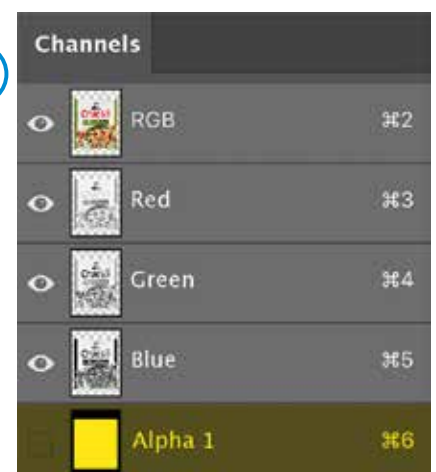 Channels
RGB ⌘2
Red ⌘3
Green ⌘4
Blue ⌘5
Alpha 1 ⌘6